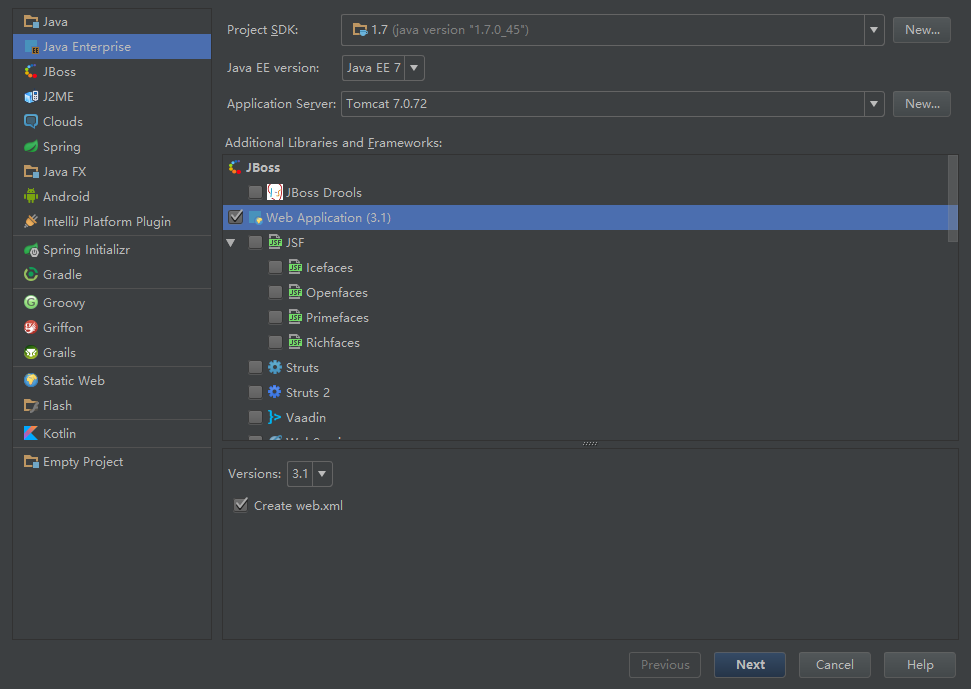 Java
Java Enterprise
JBoss
J2ME
Clouds
Spring
Java FX
Android
IntelliJ Platform Plugin
Spring Initializr
Gradle
Groovy
Griffon
Grails
Static Web
Flash
Kotlin
Empty Project
Project SDK: 1.7 (java version "1.7.0_45") New...
Java EE version: Java EE 7
Application Server: Tomcat 7.0.72 New...
Additional Libraries and Frameworks:
JBoss
JBoss Drools
Web Application (3.1)
JSF
Icefaces
Openfaces
Primefaces
Richfaces
Struts
Struts 2
Vaadin
Versions: 3.1
Create web.xml
Previous Next Cancel Help